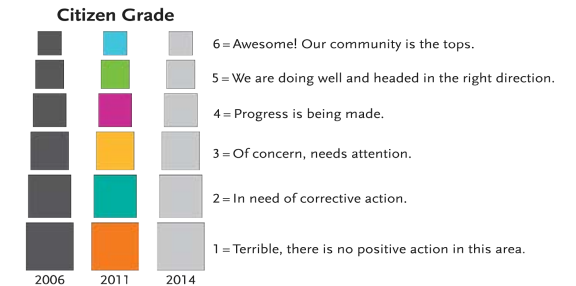 Citizen Grade
6 = Awesome! Our community is the tops.
5 = We are doing well and headed in the right direction.
4 = Progress is being made.
3 = Of concern, needs attention.
2 = In need of corrective action.
1 = Terrible, there is no positive action in this area.
2006 2011 2014